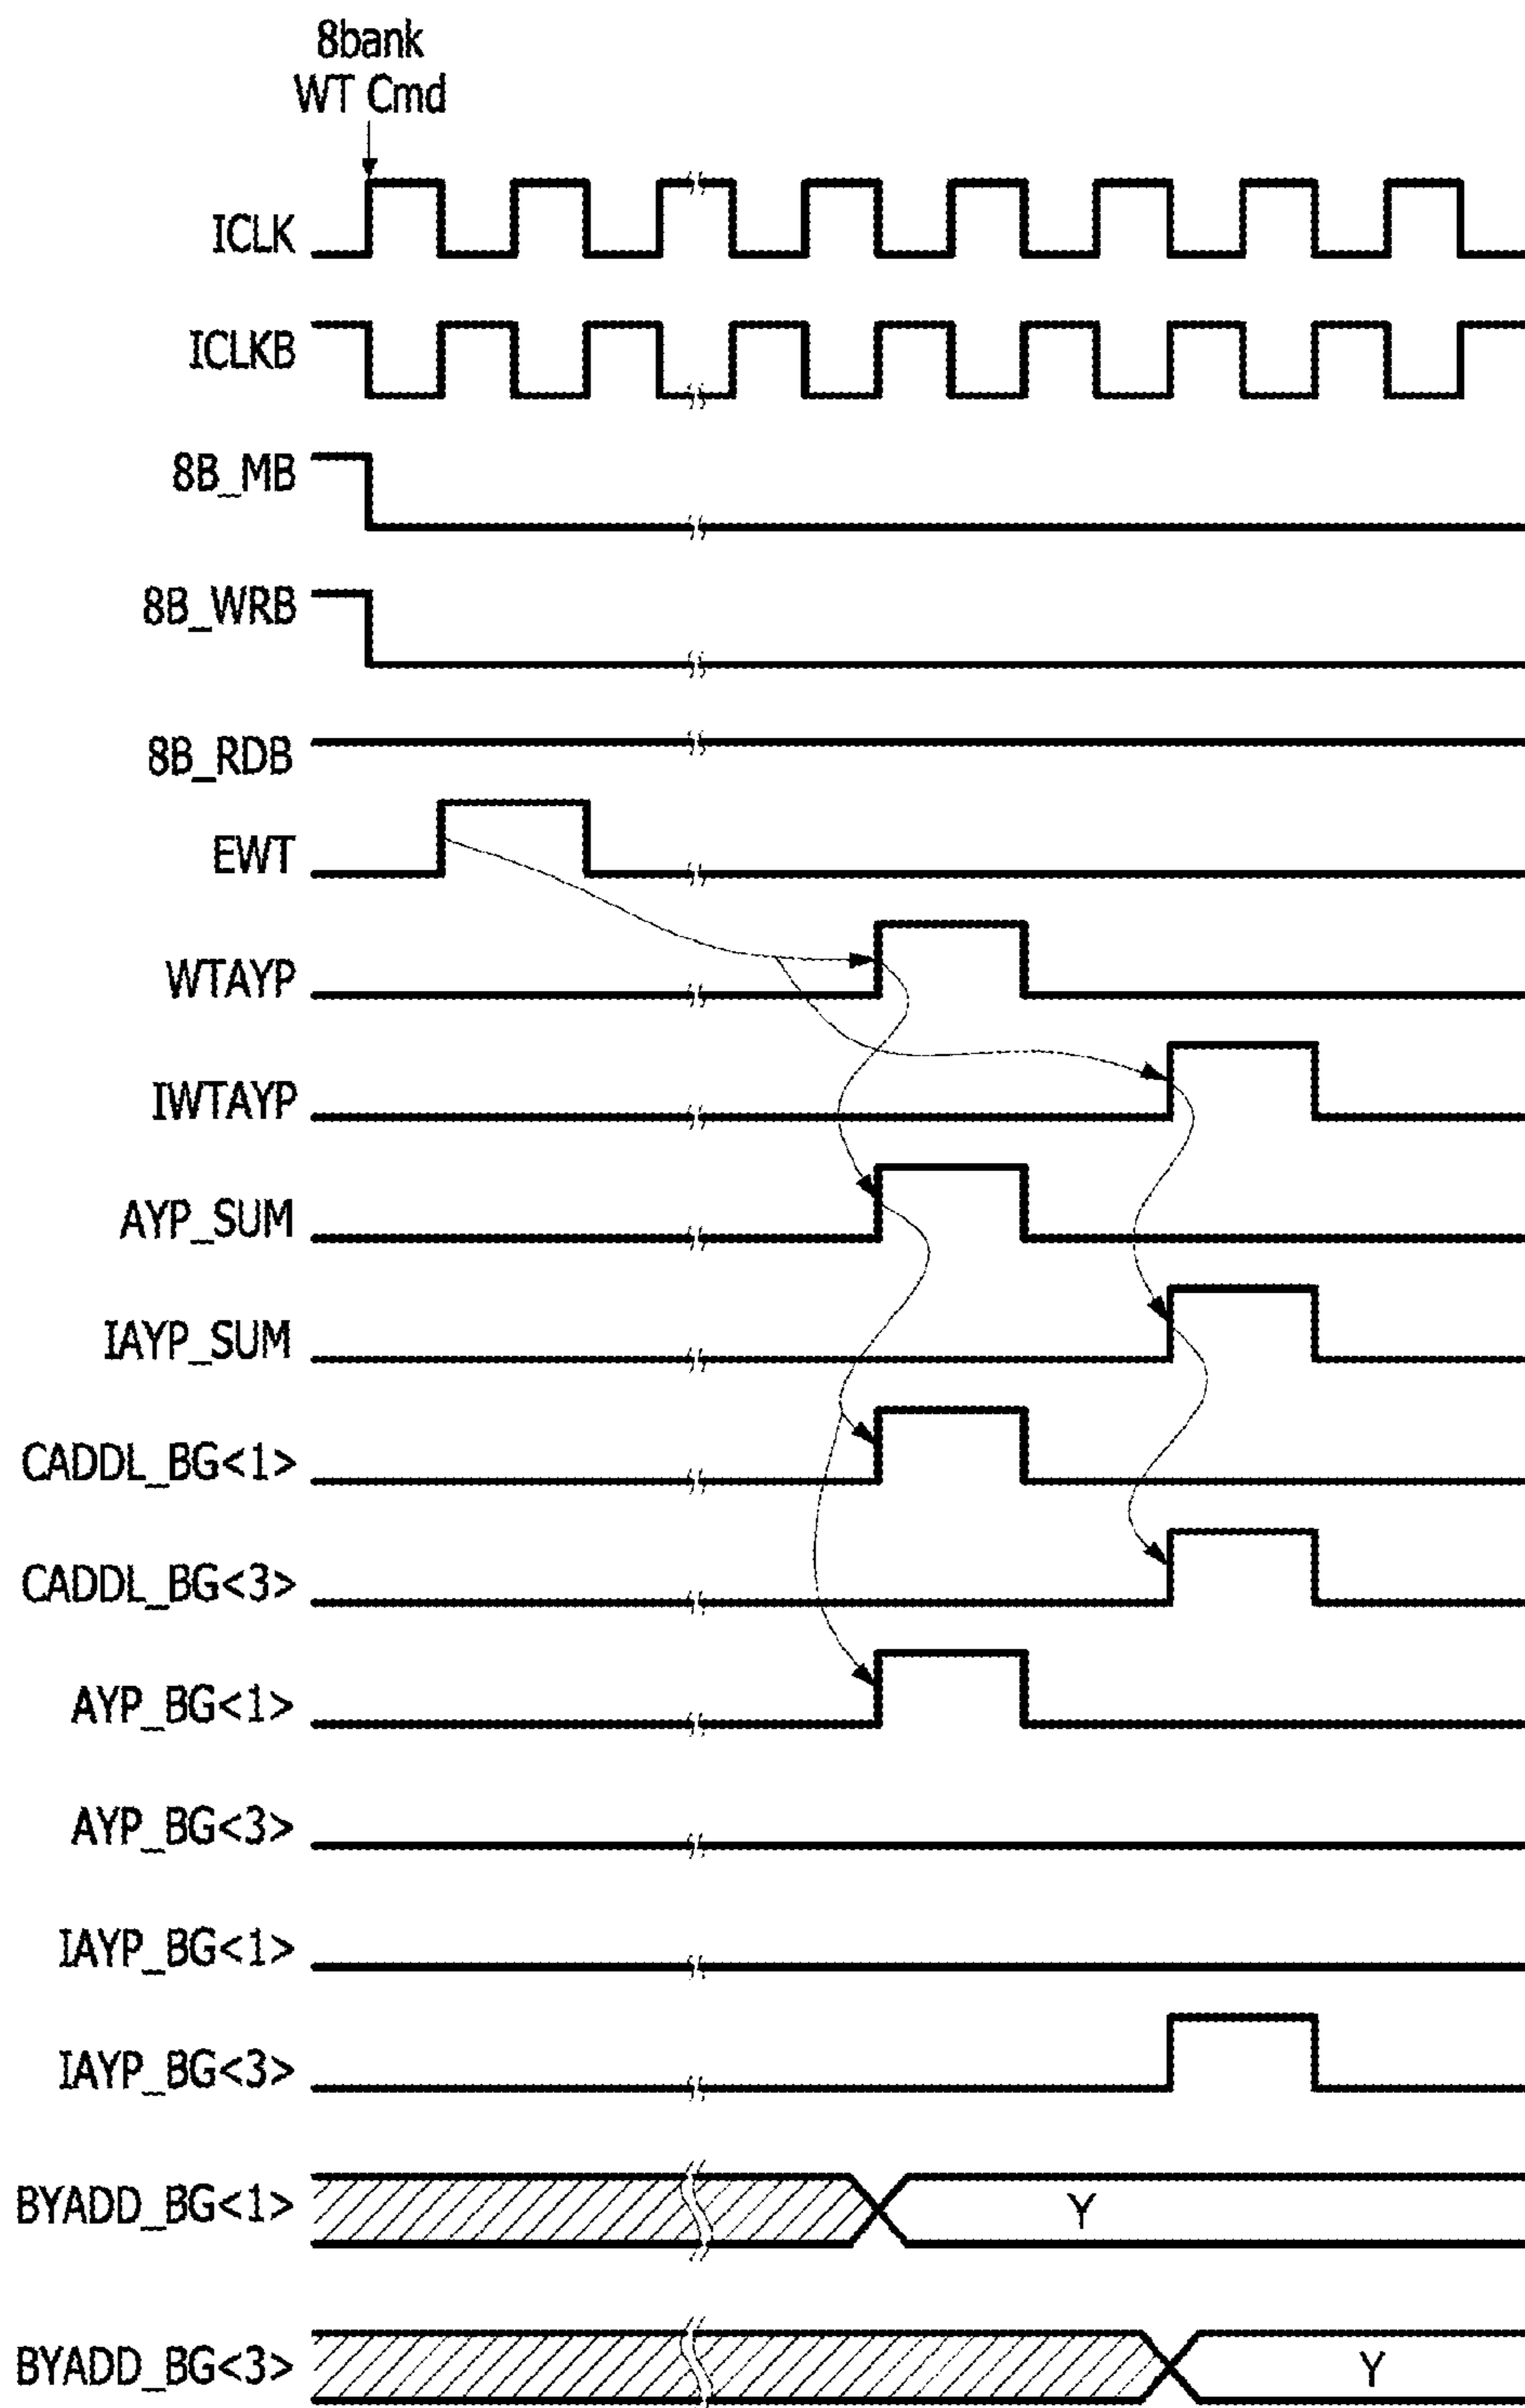 8bank
WT Cmd
ICLK
ICLKB
8B_MB
8B_WRB
8B_RDB
EWT
WTAYP
IWTAYP
AYP_SUM
IAYP_SUM
CADDL_BG<1>
CADDL_BG<3>
AYP_BG<1>
AYP_BG<3>
IAYP_BG<1>
IAYP_BG<3>
BYADD_BG<1> Y
BYADD_BG<3> Y